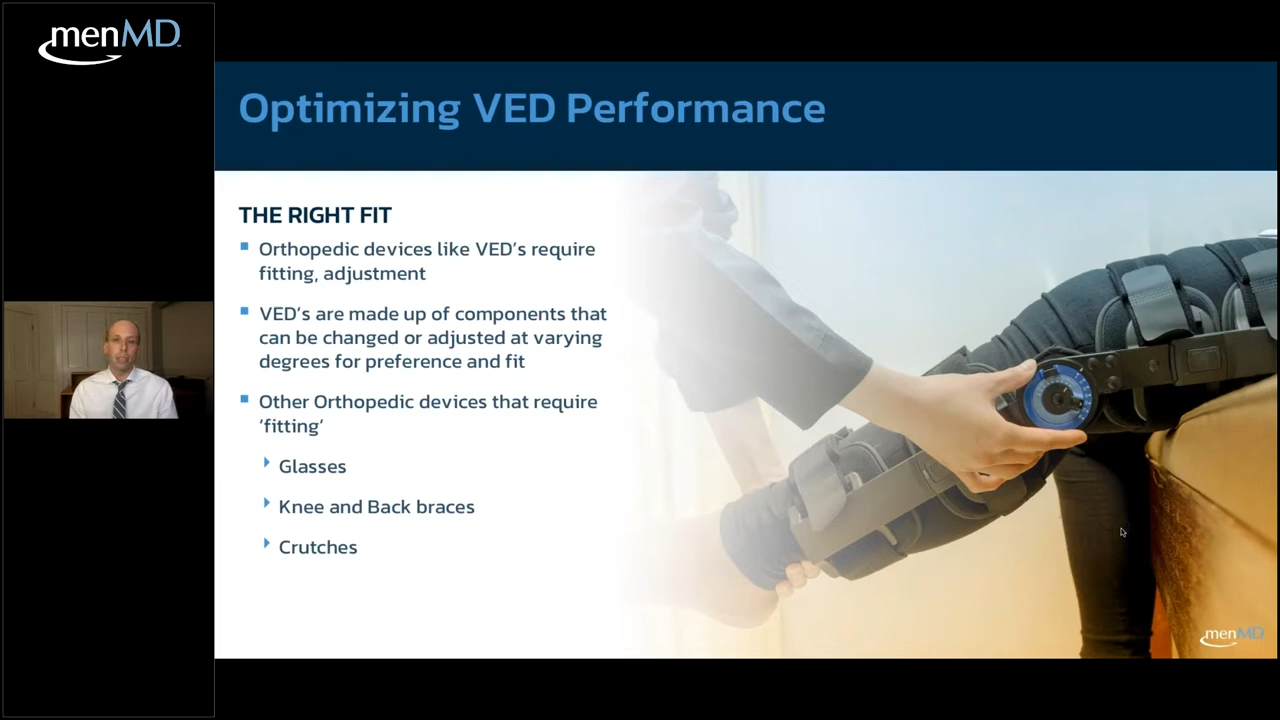 menMD
Optimizing VED Performance
THE RIGHT FIT
Orthopedic devices like VED's require
fitting, adjustment
VED's are made up of components that
can be changed or adjusted at varying
degrees for preference and fit
Other Orthopedic devices that require
'fitting'
Glasses
Knee and Back braces
Crutches
menMD